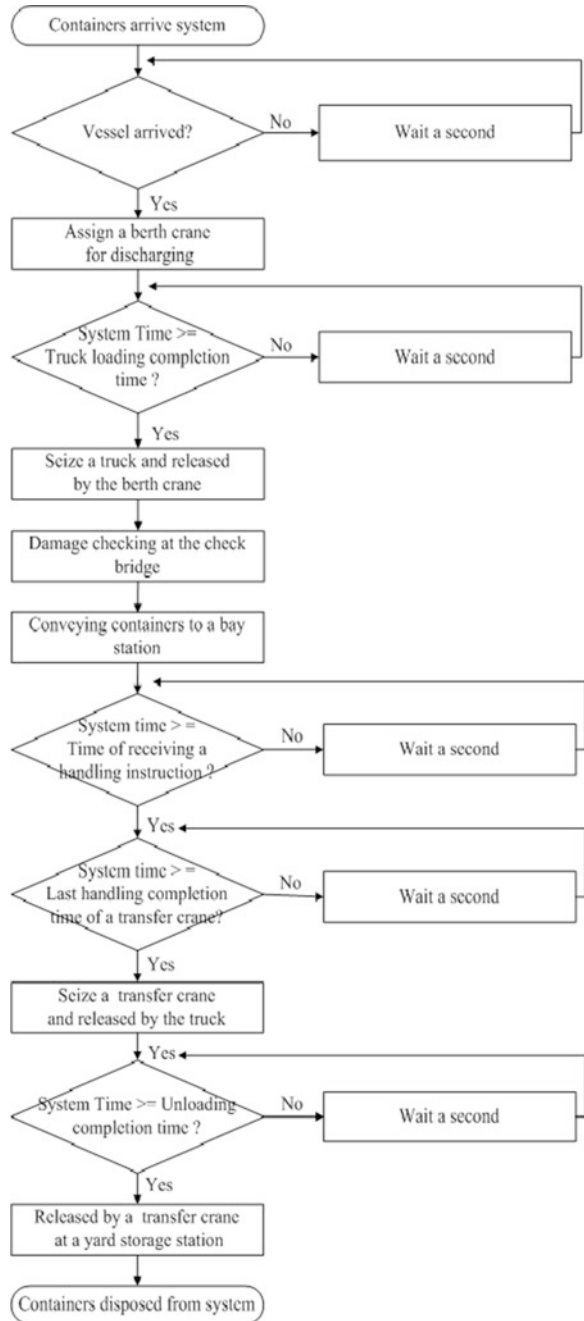 Containers arrive system
Vessel arrived?
No
Wait a second
Yes
Assign a berth crane
for discharging
System Time >=
Truck loading completion
time ?
No
Wait a second
Yes
Seize a truck and released
by the berth crane
Damage checking at the check
bridge
Conveying containers to a bay
station
System time > =
Time of receiving a
handling instruction ?
No
Wait a second
Yes
System time > =
Last handling completion
time of a transfer crane?
No
Wait a second
Yes
Seize a transfer crane
and released by the truck
Yes
System Time >= Unloading
completion time ?
No
Wait a second
Yes
Released by a transfer crane
at a yard storage station
Containers disposed from system